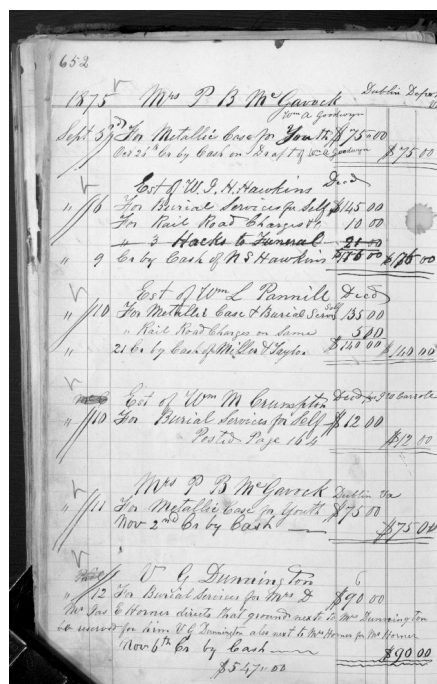 652
1875 Mrs P B McGavock Dublin Depo
Wm A Goodwyn
Sept 3rd For Metallic Case for Youth $75.00
Oct 26th Cr by Cash on Draft of Wm A Goodwyn $75 00
Est of W. J. H. Hawkins Decd
" 6 For Burial Services for Self $145 00
For Rail Road Charges &c 10 00
" 3 Hacks to Funeral 21 00
" 9 Cr by Cash of N S Hawkins $176 00 $176 00
Est of Wm L Pannill Decd
" 10 For Metallic Case & Burial Servs Self 135 00
" Rail Road Charges on Same 5 00
" 21 Cr by Cash of Miller & Taylor $140 00 $140 00
Est of Wm M Crumpton Decd for J no Carroll
" 10 For Burial Services for Self $12 00
Posted Page 164 $12 00
Mrs P B McGavock Dublin Va
" 11 For Metallic Case for Youth $75 00
Nov 2nd Cr by Cash $75 00
V G Dunnington
" 12 For Burial Services for Mrs D $90 00
Mr Jas E Horner directs that ground next to Mr Dunnington
be reserved for him V G Dunnington also next to Mr Horner for Mr Horner
Nov 6th Cr by Cash $90 00
$547 00